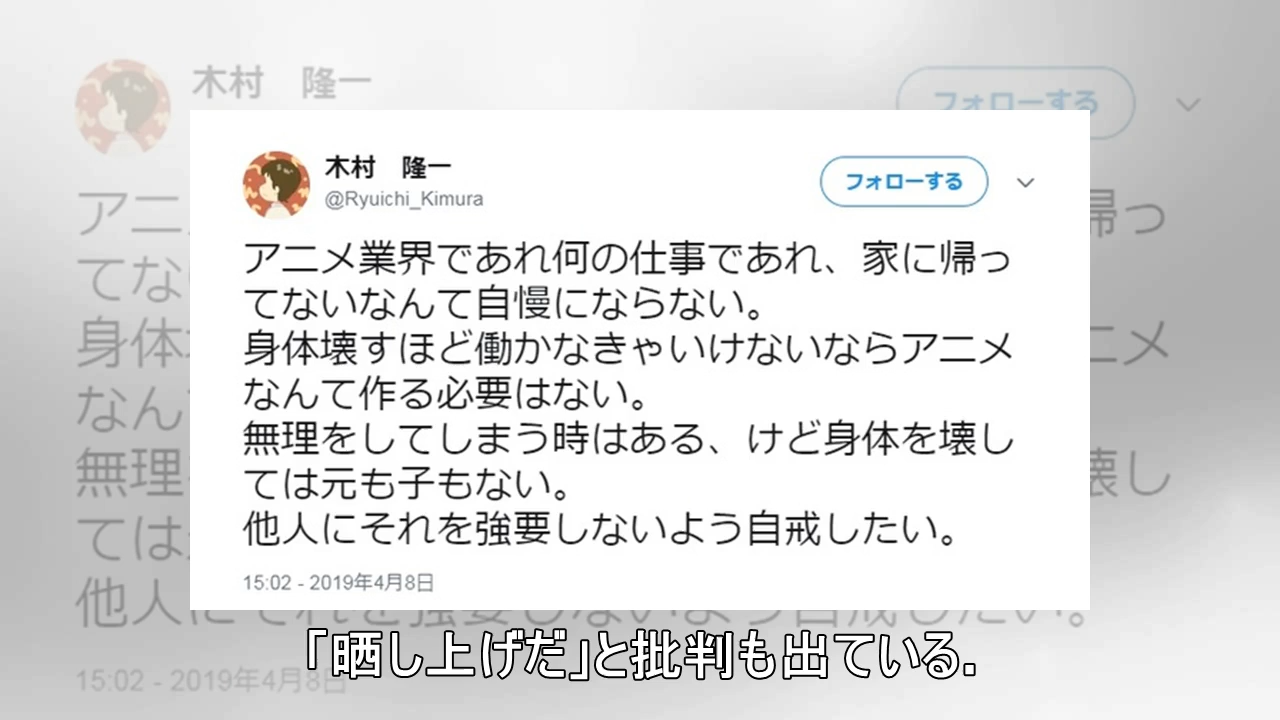 木村　隆一
@Ryuichi_Kimura
フォローする
アニメ業界であれ何の仕事であれ、家に帰っ
てないなんて自慢にならない。
身体壊すほど働かなきゃいけないならアニメ
なんて作る必要はない。
無理をしてしまう時はある、けど身体を壊し
ては元も子もない。
他人にそれを強要しないよう自戒したい。
15:02 - 2019年4月8日
「晒し上げだ」と批判も出ている.